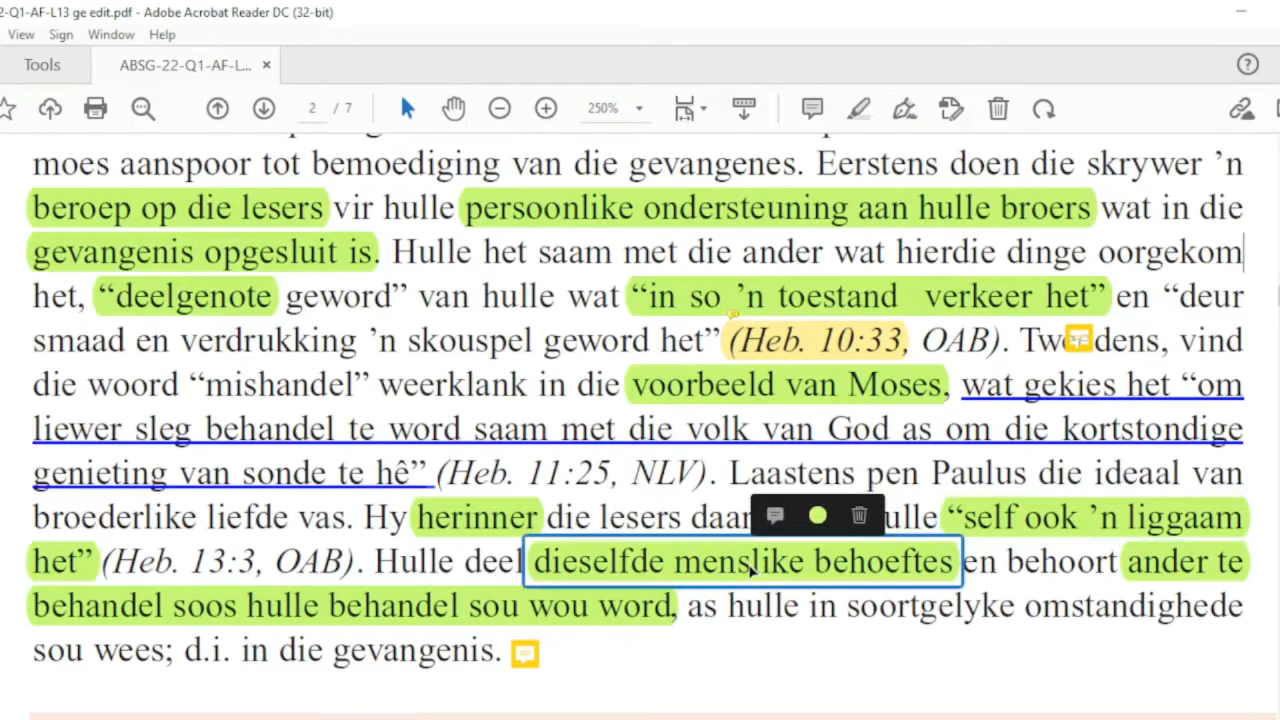 2-Q1-AF-L13 ge edit.pdf - Adobe Acrobat Reader DC (32-bit)
View Sign Window Help
Tools ABSG-22-Q1-AF-L... ×
2 / 7 250%
moes aanspoor tot bemoediging van die gevangenes. Eerstens doen die skrywer ’n
beroep op die lesers vir hulle persoonlike ondersteuning aan hulle broers wat in die
gevangenis opgesluit is. Hulle het saam met die ander wat hierdie dinge oorgekom
het, “deelgenote geword” van hulle wat “in so ’n toestand verkeer het” en “deur
smaad en verdrukking ’n skouspel geword het” (Heb. 10:33, OAB). dens, vind
die woord “mishandel” weerklank in die voorbeeld van Moses, wat gekies het “om
liewer sleg behandel te word saam met die volk van God as om die kortstondige
genieting van sonde te hê” (Heb. 11:25, NLV). Laastens pen Paulus die ideaal van
broederlike liefde vas. Hy herinner die lesers daar ulle “self ook ’n liggaam
het” (Heb. 13:3, OAB). Hulle deel dieselfde menslike behoeftes en behoort ander te
behandel soos hulle behandel sou wou word, as hulle in soortgelyke omstandighede
sou wees; d.i. in die gevangenis.